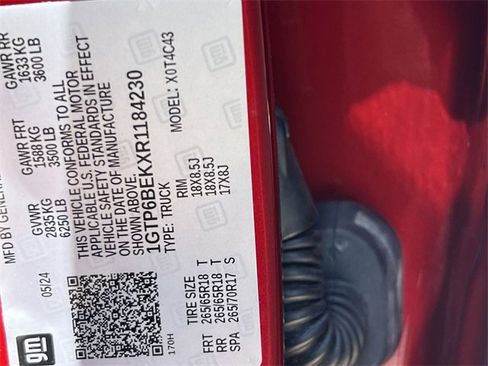 gm
MFD BY GENERAL
05/24
GVWR GAWR FRT GAWR RR
2835 KG 1588 KG 1633 KG
6250 LB 3500 LB 3600 LB
THIS VEHICLE CONFORMS TO ALL
APPLICABLE U.S. FEDERAL MOTOR
VEHICLE SAFETY STANDARDS IN EFFECT
ON THE DATE OF MANUFACTURE
SHOWN ABOVE.
1GTP6BEKXR1184230
TYPE: TRUCK MODEL: X0T4C43
170H
TIRE SIZE RIM
FRT 265/65R18 T 18X8.5J
RR 265/65R18 T 18X8.5J
SPA 265/70R17 S 17X8J